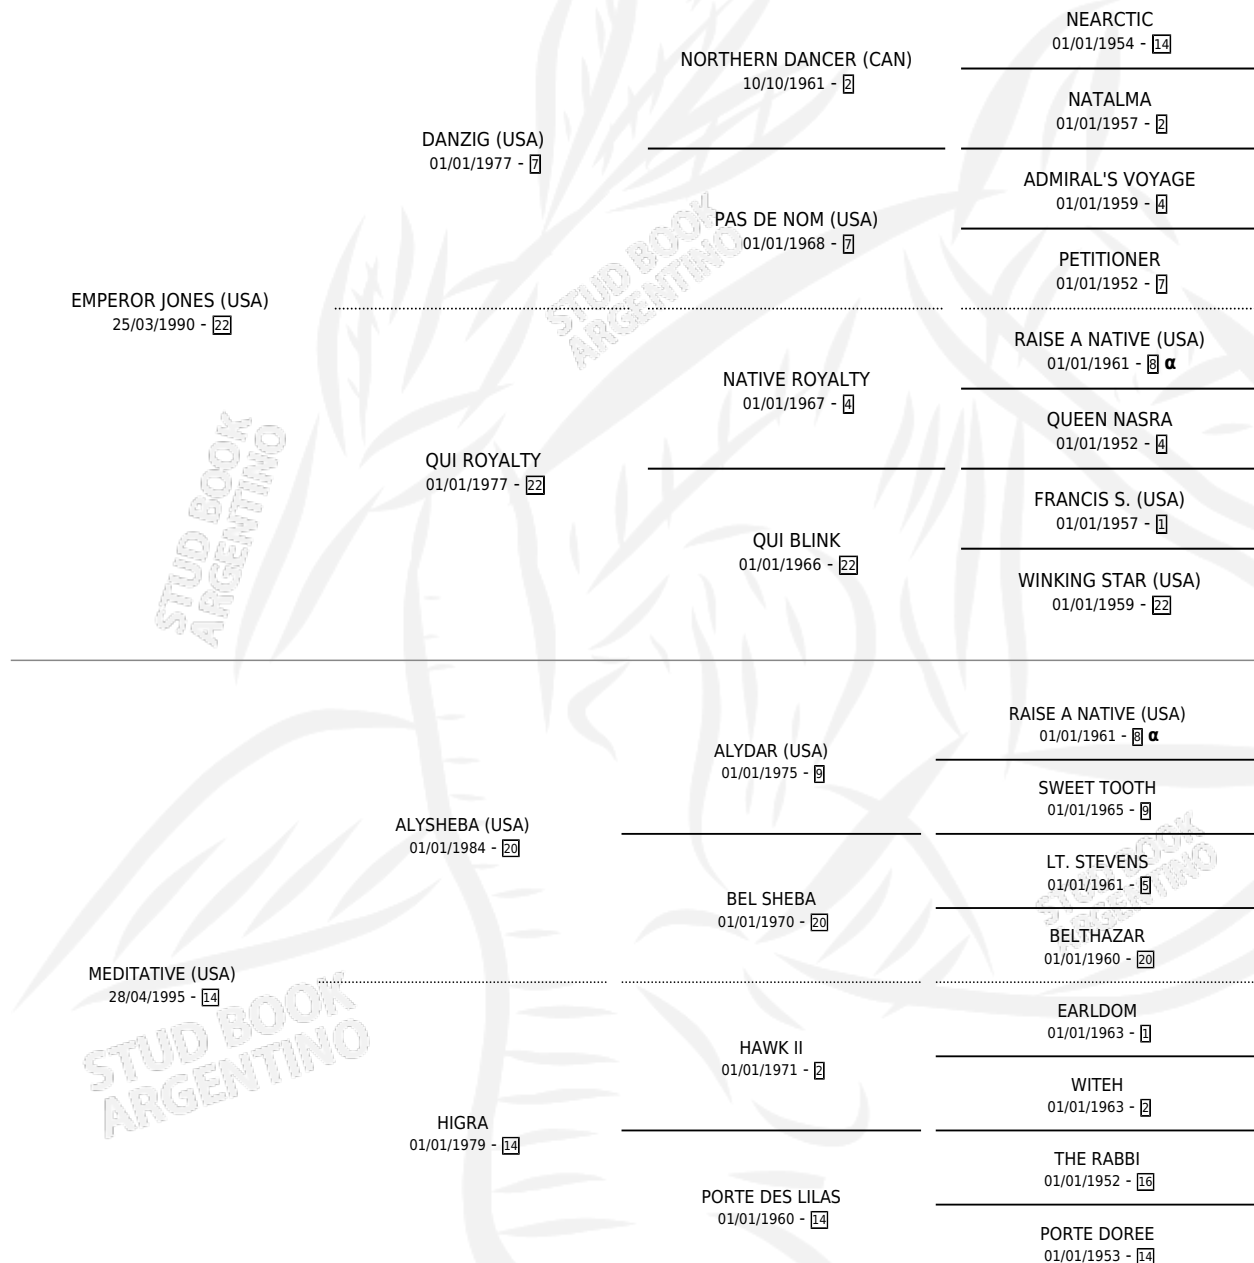 NEARCTIC
01/01/1954 - 14
NORTHERN DANCER (CAN)
10/10/1961 - 2
NATALMA
01/01/1957 - 2
DANZIG (USA)
01/01/1977 - 7
ADMIRAL'S VOYAGE
01/01/1959 - 4
PAS DE NOM (USA)
01/01/1968 - 7
PETITIONER
01/01/1952 - 7
EMPEROR JONES (USA)
25/03/1990 - 22
RAISE A NATIVE (USA)
01/01/1961 - 8 α
NATIVE ROYALTY
01/01/1967 - 4
QUEEN NASRA
01/01/1952 - 4
QUI ROYALTY
01/01/1977 - 22
FRANCIS S. (USA)
01/01/1957 - 1
QUI BLINK
01/01/1966 - 22
WINKING STAR (USA)
01/01/1959 - 22
RAISE A NATIVE (USA)
01/01/1961 - 8 α
ALYDAR (USA)
01/01/1975 - 9
SWEET TOOTH
01/01/1965 - 9
ALYSHEBA (USA)
01/01/1984 - 20
LT. STEVENS
01/01/1961 - 5
BEL SHEBA
01/01/1970 - 20
BELTHAZAR
01/01/1960 - 20
MEDITATIVE (USA)
28/04/1995 - 14
EARLDOM
01/01/1963 - 1
HAWK II
01/01/1971 - 2
WITEH
01/01/1963 - 2
HIGRA
01/01/1979 - 14
THE RABBI
01/01/1952 - 16
PORTE DES LILAS
01/01/1960 - 14
PORTE DOREE
01/01/1953 - 14
STUD BOOK
ARGENTINO
STUD BOOK
ARGENTINO
STUD BOOK
ARGENTINO
STUD BOOK
ARGENTINO